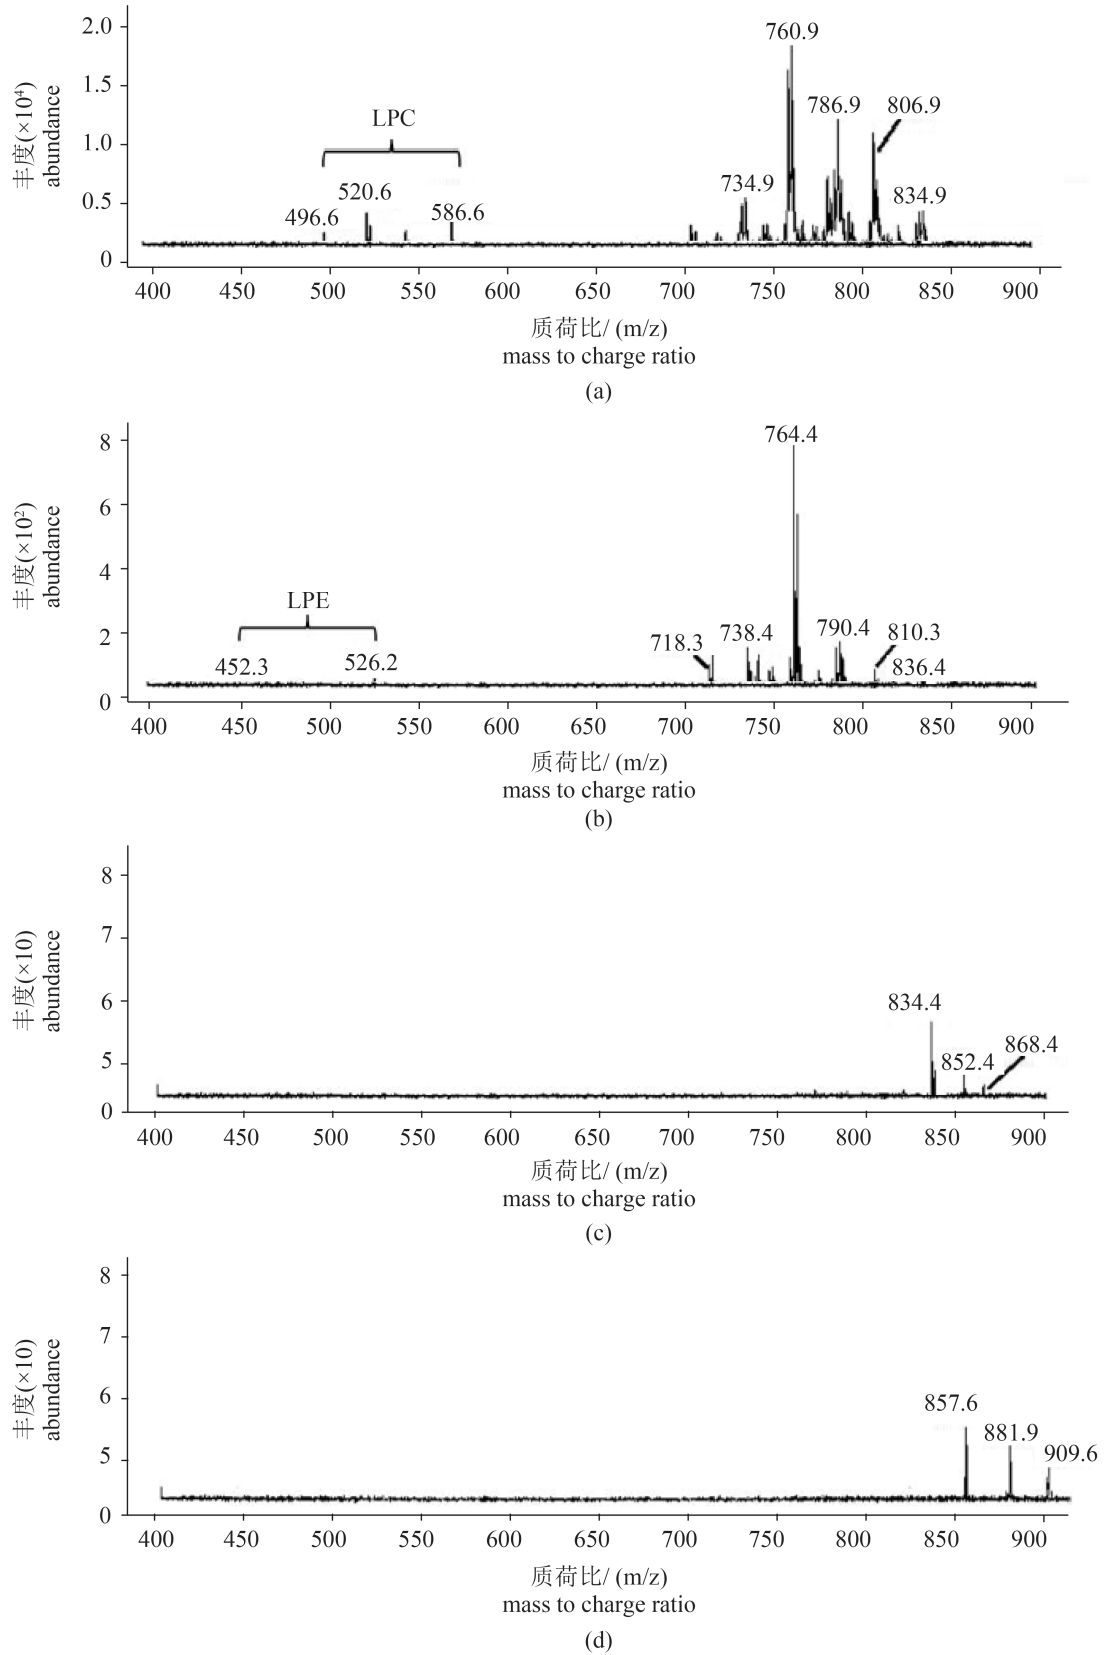 丰度(×10⁴)
abundance
2.0
1.5
1.0
0.5
0
LPC
496.6
520.6
586.6
734.9
760.9
786.9
806.9
834.9
400 450 500 550 600 650 700 750 800 850 900
质荷比/ (m/z)
mass to charge ratio
(a)
丰度(×10²)
abundance
8
6
4
2
0
LPE
452.3
526.2
718.3
738.4
764.4
790.4
810.3
836.4
400 450 500 550 600 650 700 750 800 850 900
质荷比/ (m/z)
mass to charge ratio
(b)
丰度(×10)
abundance
8
7
6
5
0
834.4
852.4
868.4
400 450 500 550 600 650 700 750 800 850 900
质荷比/ (m/z)
mass to charge ratio
(c)
丰度(×10)
abundance
8
7
6
5
0
857.6
881.9
909.6
400 450 500 550 600 650 700 750 800 850 900
质荷比/ (m/z)
mass to charge ratio
(d)